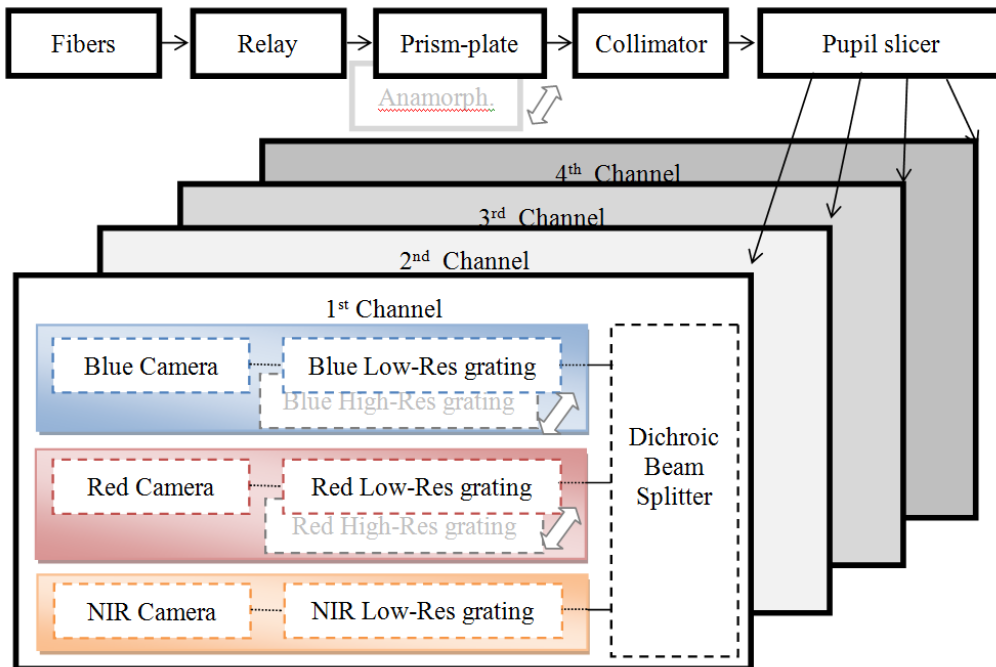 Fibers
Relay
Prism-plate
Collimator
Pupil slicer
Anamorph.
4th Channel
3rd Channel
2nd Channel
1st Channel
Blue Camera
Blue Low-Res grating
Blue High-Res grating
Red Camera
Red Low-Res grating
Red High-Res grating
NIR Camera
NIR Low-Res grating
Dichroic
Beam
Splitter